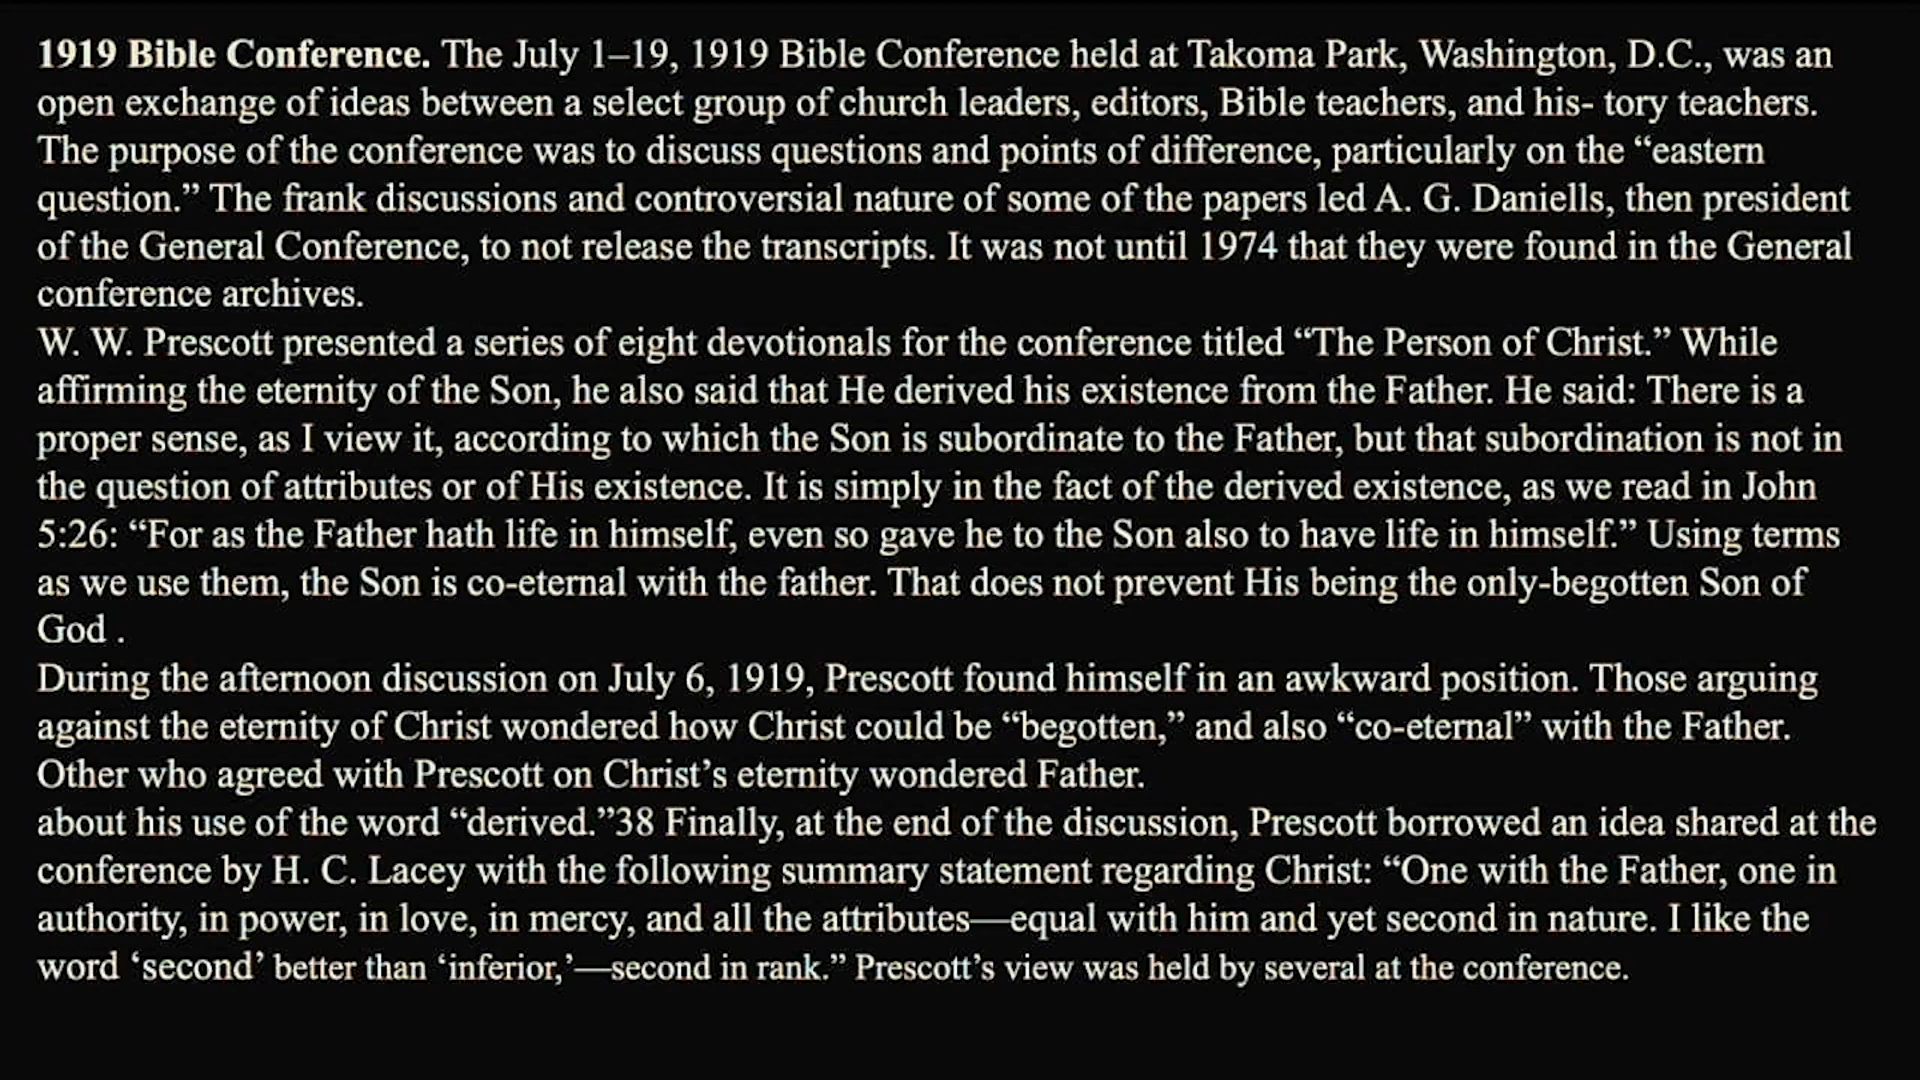 1919 Bible Conference. The July 1–19, 1919 Bible Conference held at Takoma Park, Washington, D.C., was an
open exchange of ideas between a select group of church leaders, editors, Bible teachers, and his- tory teachers.
The purpose of the conference was to discuss questions and points of difference, particularly on the “eastern
question.” The frank discussions and controversial nature of some of the papers led A. G. Daniells, then president
of the General Conference, to not release the transcripts. It was not until 1974 that they were found in the General
conference archives.
W. W. Prescott presented a series of eight devotionals for the conference titled “The Person of Christ.” While
affirming the eternity of the Son, he also said that He derived his existence from the Father. He said: There is a
proper sense, as I view it, according to which the Son is subordinate to the Father, but that subordination is not in
the question of attributes or of His existence. It is simply in the fact of the derived existence, as we read in John
5:26: “For as the Father hath life in himself, even so gave he to the Son also to have life in himself.” Using terms
as we use them, the Son is co-eternal with the father. That does not prevent His being the only-begotten Son of
God .
During the afternoon discussion on July 6, 1919, Prescott found himself in an awkward position. Those arguing
against the eternity of Christ wondered how Christ could be “begotten,” and also “co-eternal” with the Father.
Other who agreed with Prescott on Christ’s eternity wondered Father.
about his use of the word “derived.”38 Finally, at the end of the discussion, Prescott borrowed an idea shared at the
conference by H. C. Lacey with the following summary statement regarding Christ: “One with the Father, one in
authority, in power, in love, in mercy, and all the attributes—equal with him and yet second in nature. I like the
word ‘second’ better than ‘inferior,’—second in rank.” Prescott’s view was held by several at the conference.